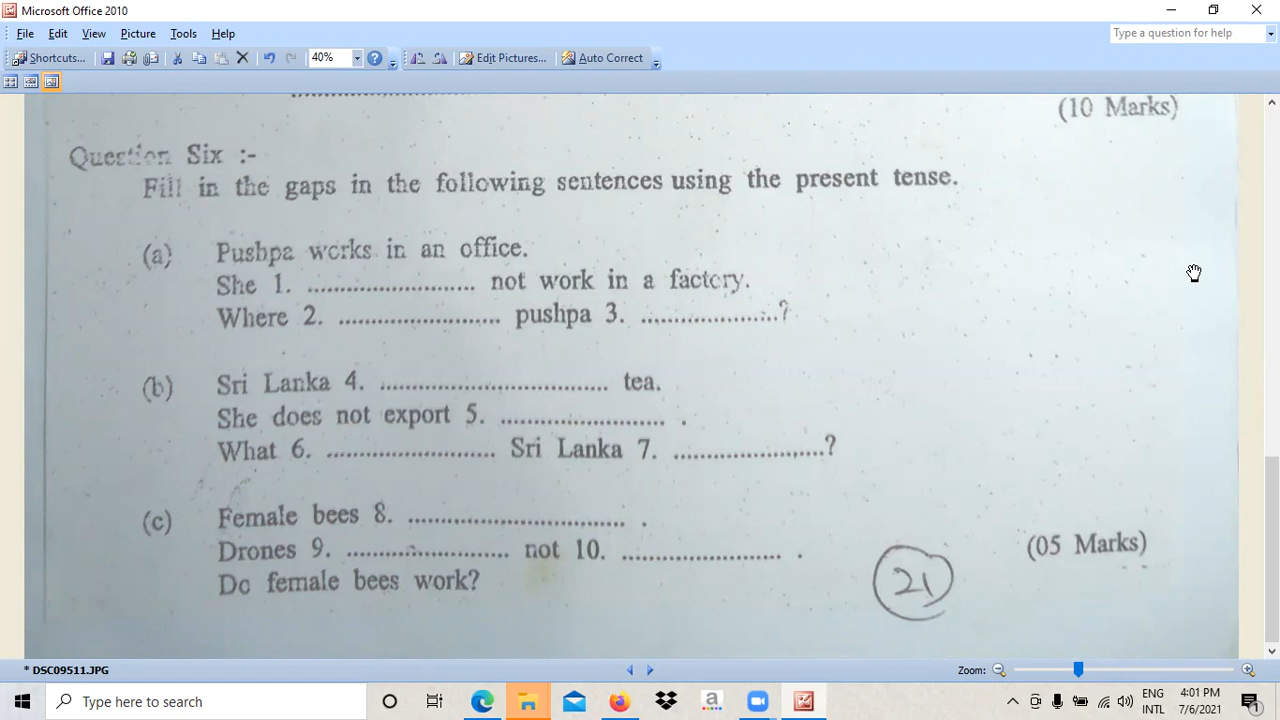 Microsoft Office 2010
File Edit View Picture Tools Help
Type a question for help
Shortcuts... 40% Edit Pictures... Auto Correct
(10 Marks)
Question Six :-
Fill in the gaps in the following sentences using the present tense.
(a) Pushpa works in an office.
She 1. ........................ not work in a factory.
Where 2. ........................ pushpa 3. ....................?
(b) Sri Lanka 4. .................................. tea.
She does not export 5. ........................ .
What 6. ......................... Sri Lanka 7. ......................?
(c) Female bees 8. ................................ .
Drones 9. ........................ not 10. ........................ .
Do female bees work?
(05 Marks)
21
* DSC09511.JPG Zoom:
Type here to search
a
ENG
INTL
4:01 PM
7/6/2021
1